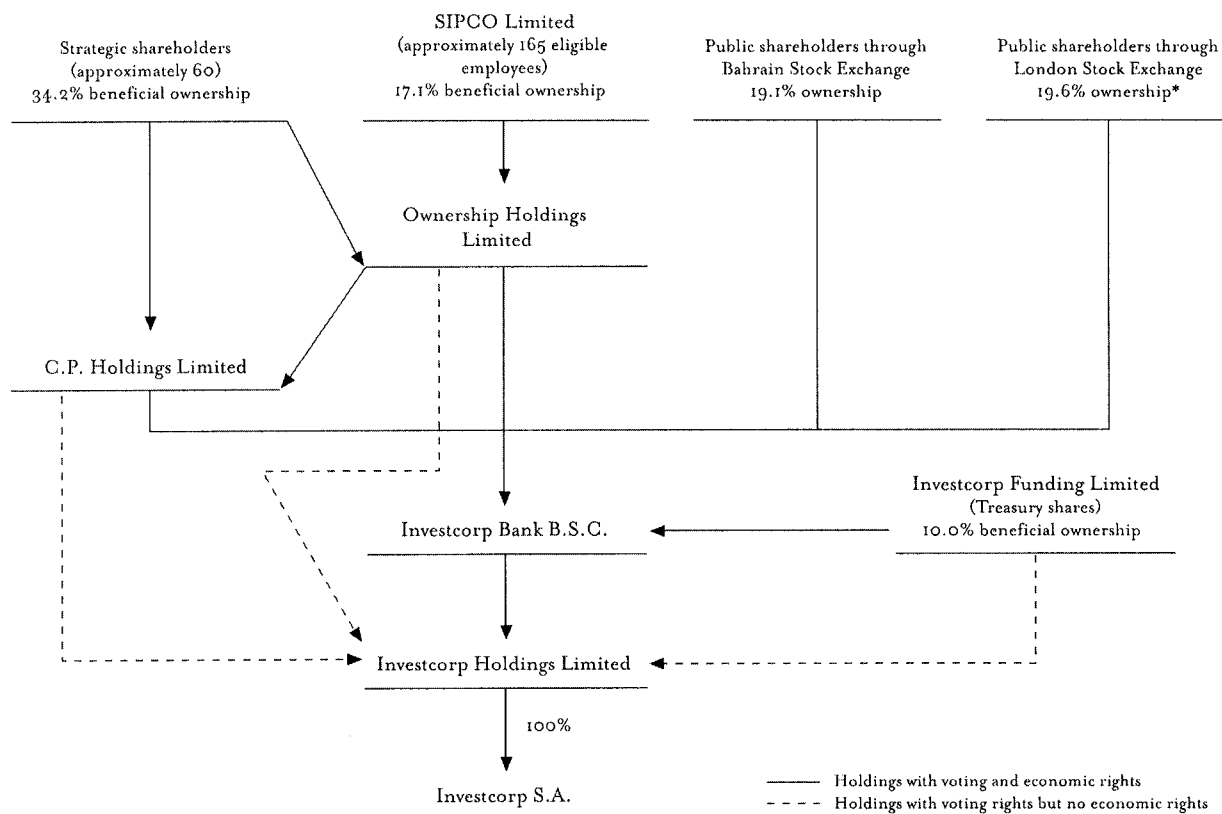 Strategic shareholders
(approximately 60)
34.2% beneficial ownership
SIPCO Limited
(approximately 165 eligible
employees)
17.1% beneficial ownership
Public shareholders through
Bahrain Stock Exchange
19.1% ownership
Public shareholders through
London Stock Exchange
19.6% ownership*
Ownership Holdings
Limited
C.P. Holdings Limited
Investcorp Funding Limited
(Treasury shares)
10.0% beneficial ownership
Investcorp Bank B.S.C.
Investcorp Holdings Limited
100%
Investcorp S.A.
Holdings with voting and economic rights
Holdings with voting rights but no economic rights